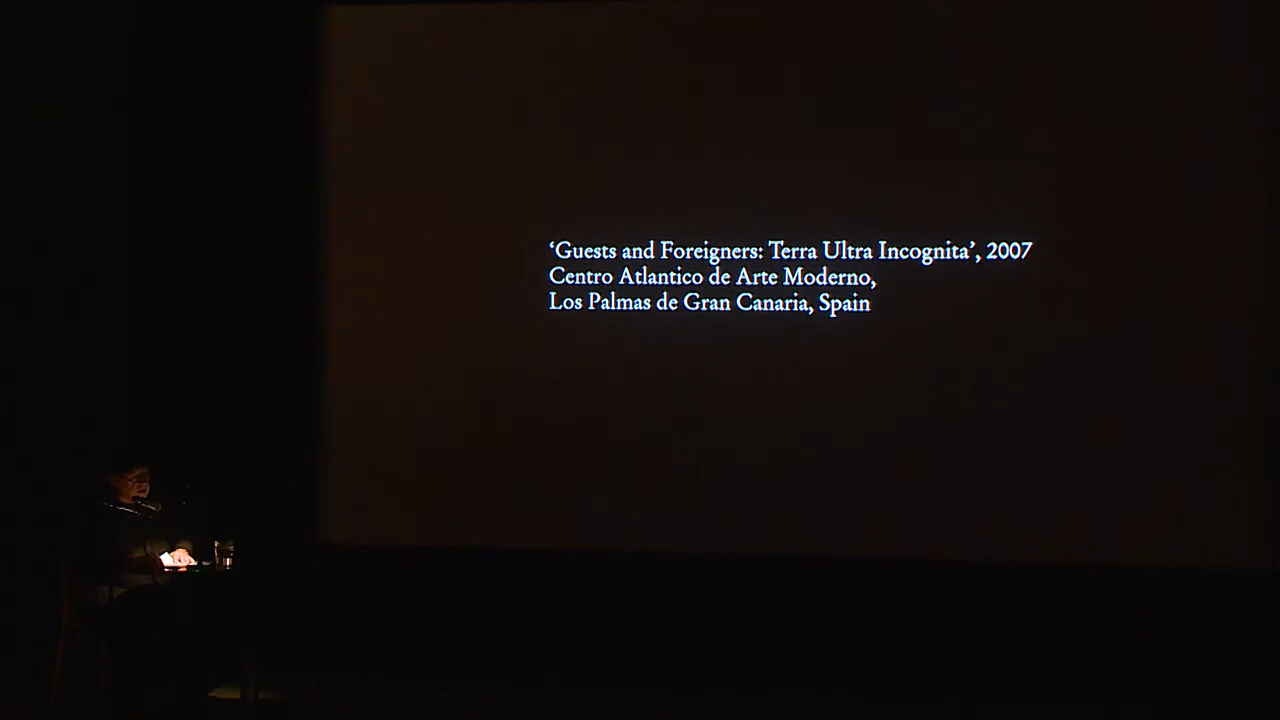 ‘Guests and Foreigners: Terra Ultra Incognita’, 2007
Centro Atlantico de Arte Moderno,
Los Palmas de Gran Canaria, Spain